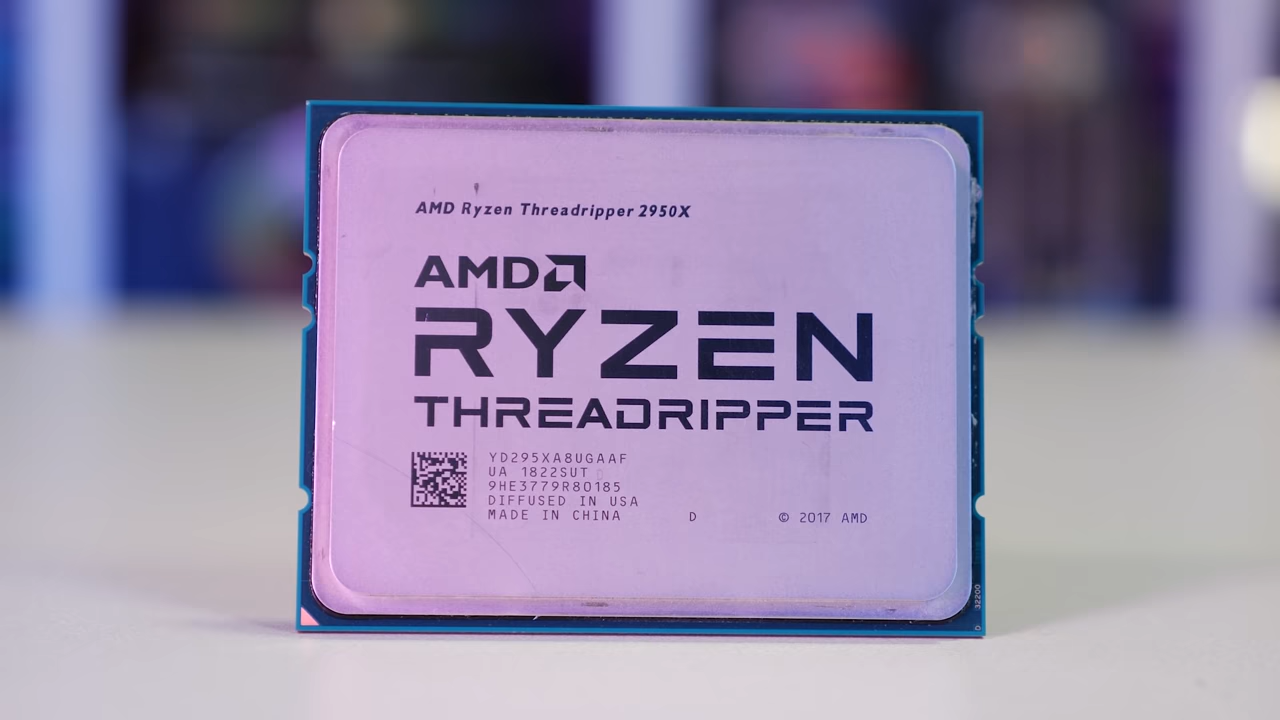 AMD Ryzen Threadripper 2950X
AMD
RYZEN
THREADRIPPER
YD295XA8UGAAF
UA 1822SUT
9HE3779R80185
DIFFUSED IN USA
MADE IN CHINA D © 2017 AMD
D 32200